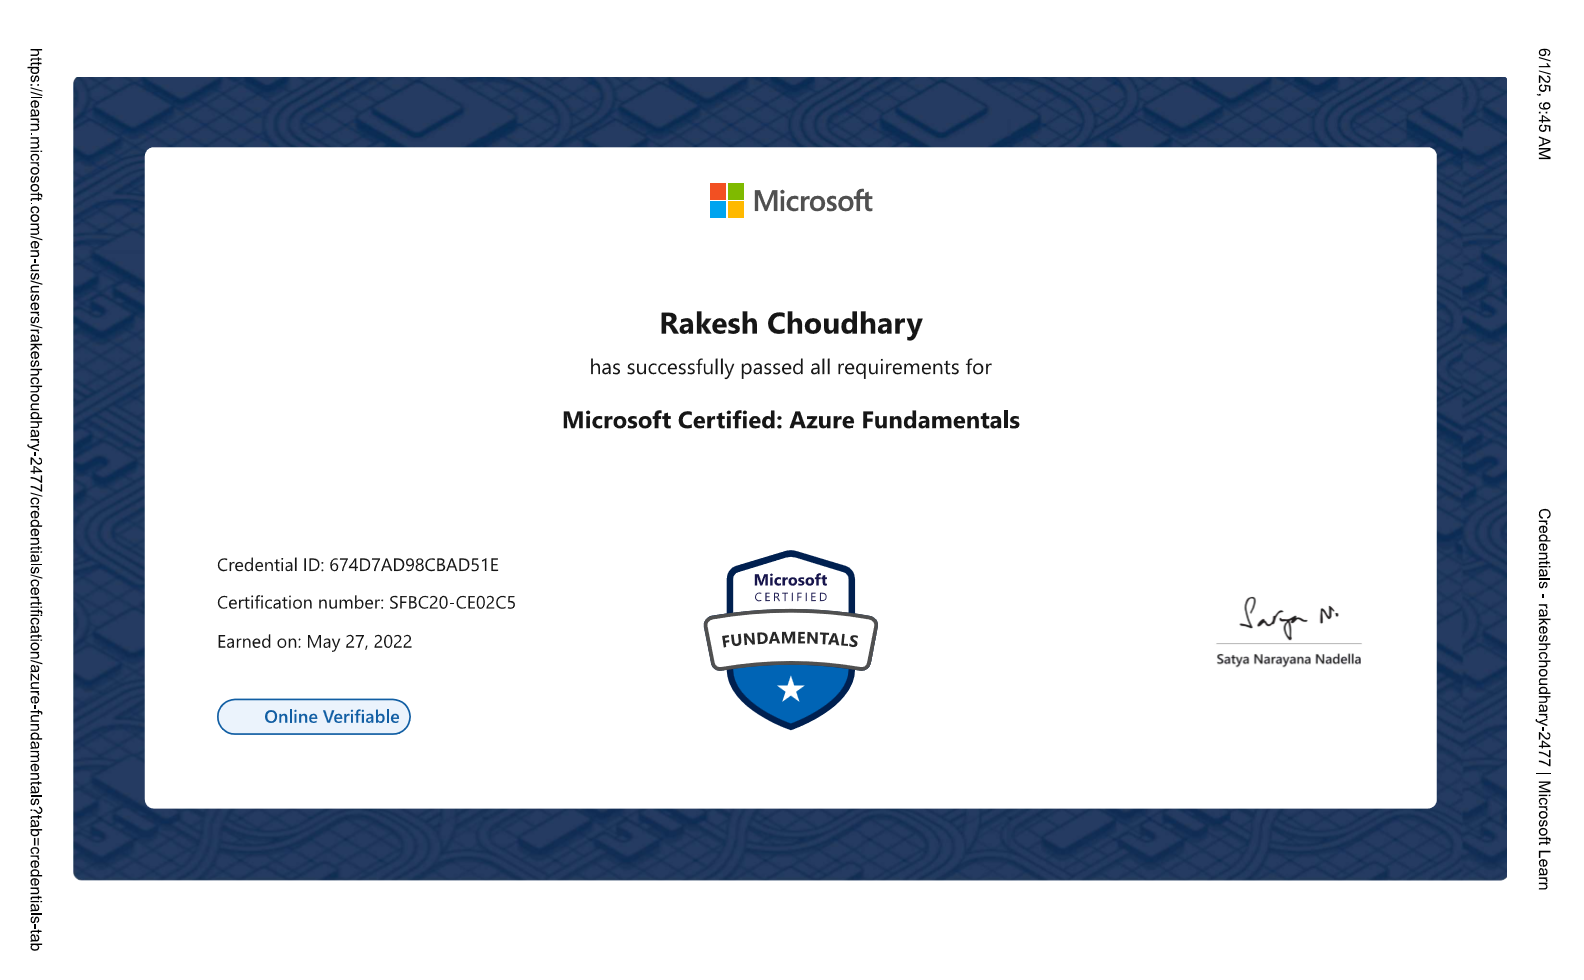 6/1/25, 9:45 AM
Credentials - rakeshchoudhary-2477 | Microsoft Learn
Microsoft
Rakesh Choudhary
has successfully passed all requirements for
Microsoft Certified: Azure Fundamentals
Credential ID: 674D7AD98CBAD51E
Certification number: SFBC20-CE02C5
Earned on: May 27, 2022
Online Verifiable
Microsoft
CERTIFIED
FUNDAMENTALS
Satya N.
Satya Narayana Nadella
https://learn.microsoft.com/en-us/users/rakeshchoudhary-2477/credentials/certification/azure-fundamentals?tab=credentials-tab